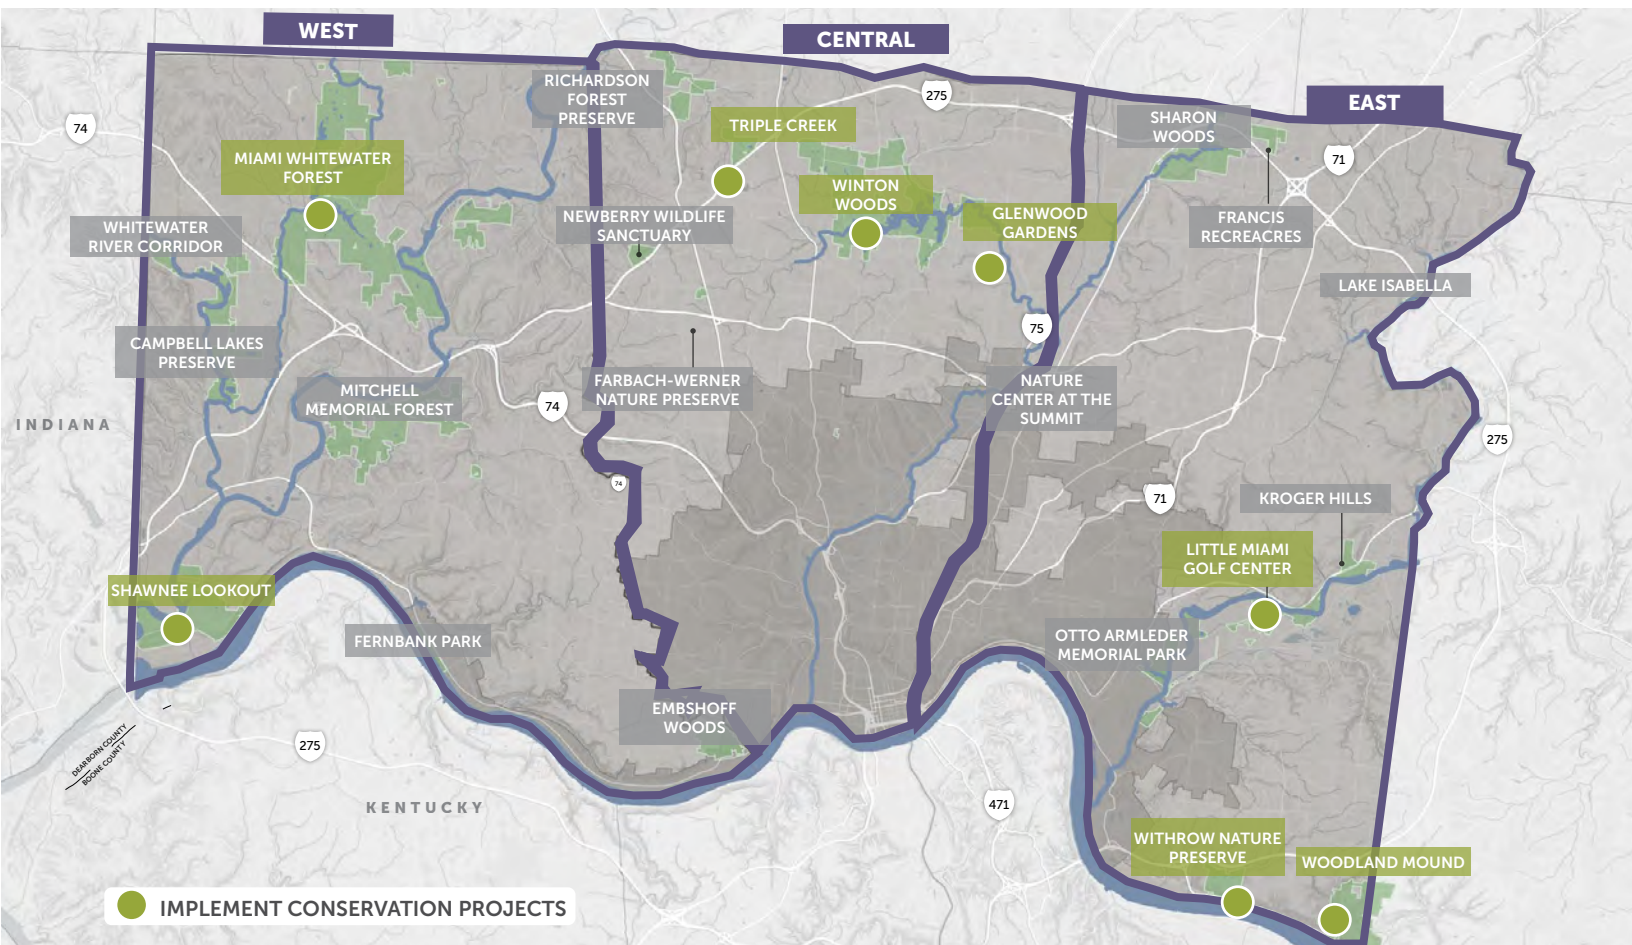 WEST
CENTRAL
EAST
RICHARDSON
FOREST
PRESERVE
275
74
TRIPLE CREEK
SHARON
WOODS
71
MIAMI WHITEWATER
FOREST
WINTON
WOODS
GLENWOOD
GARDENS
NEWBERRY WILDLIFE
SANCTUARY
FRANCIS
RECREACRES
WHITEWATER
RIVER CORRIDOR
LAKE ISABELLA
75
CAMPBELL LAKES
PRESERVE
MITCHELL
MEMORIAL FOREST
74
FARBACH-WERNER
NATURE PRESERVE
NATURE
CENTER AT THE
SUMMIT
INDIANA
275
74
71
KROGER HILLS
LITTLE MIAMI
GOLF CENTER
SHAWNEE LOOKOUT
FERNBANK PARK
OTTO ARMLEDER
MEMORIAL PARK
EMBSHOFF
WOODS
DEARBORN COUNTY
BOONE COUNTY
275
KENTUCKY
471
WITHROW NATURE
PRESERVE
WOODLAND MOUND
IMPLEMENT CONSERVATION PROJECTS